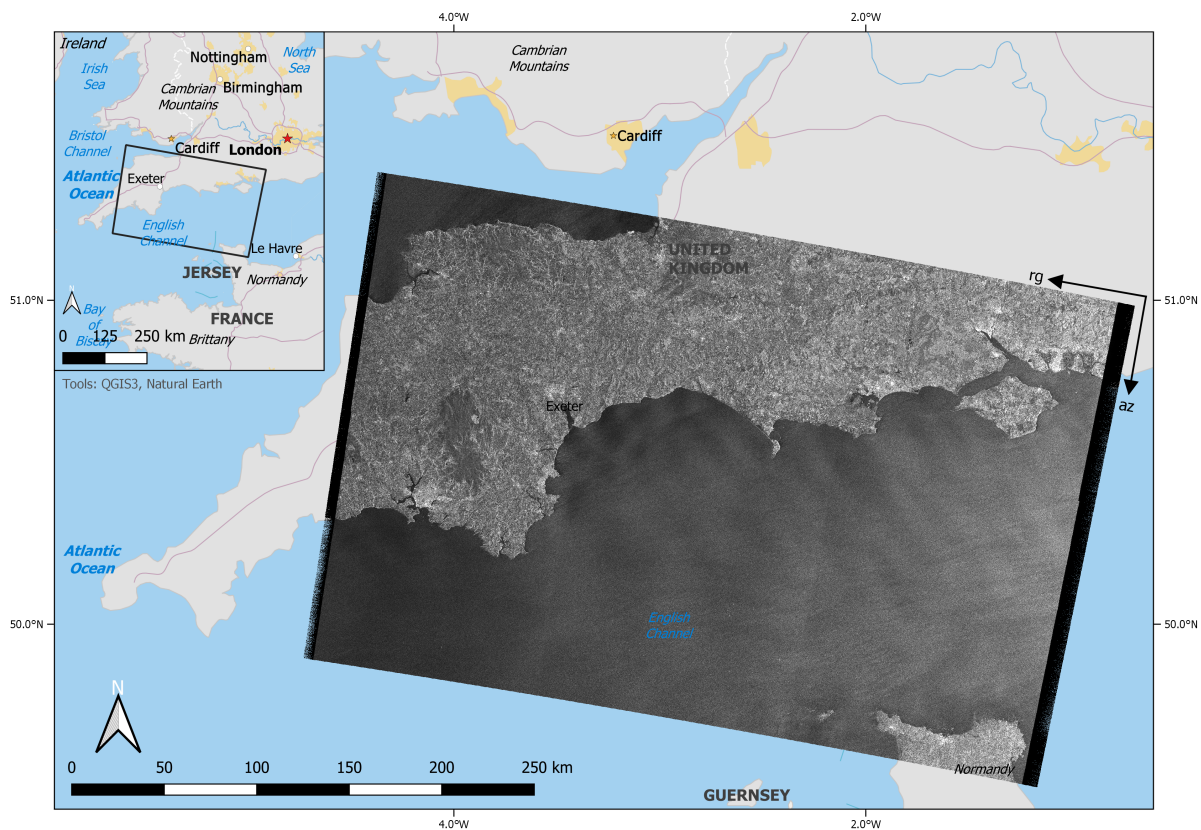 4.0°W
2.0°W
Ireland
Irish
Sea
Nottingham
North
Sea
Cambrian
Mountains
Birmingham
Bristol
Channel
Cardiff
London
Atlantic
Ocean
Exeter
English
Channel
Le Havre
JERSEY
Normandy
Bay
of
Biscay
FRANCE
Brittany
N
0
125
250 km
Tools: QGIS3, Natural Earth
Cambrian
Mountains
Cardiff
UNITED
KINGDOM
rg
az
51.0°N
51.0°N
Exeter
Atlantic
Ocean
English
Channel
50.0°N
50.0°N
N
0
50
100
150
200
250 km
Normandy
GUERNSEY
4.0°W
2.0°W